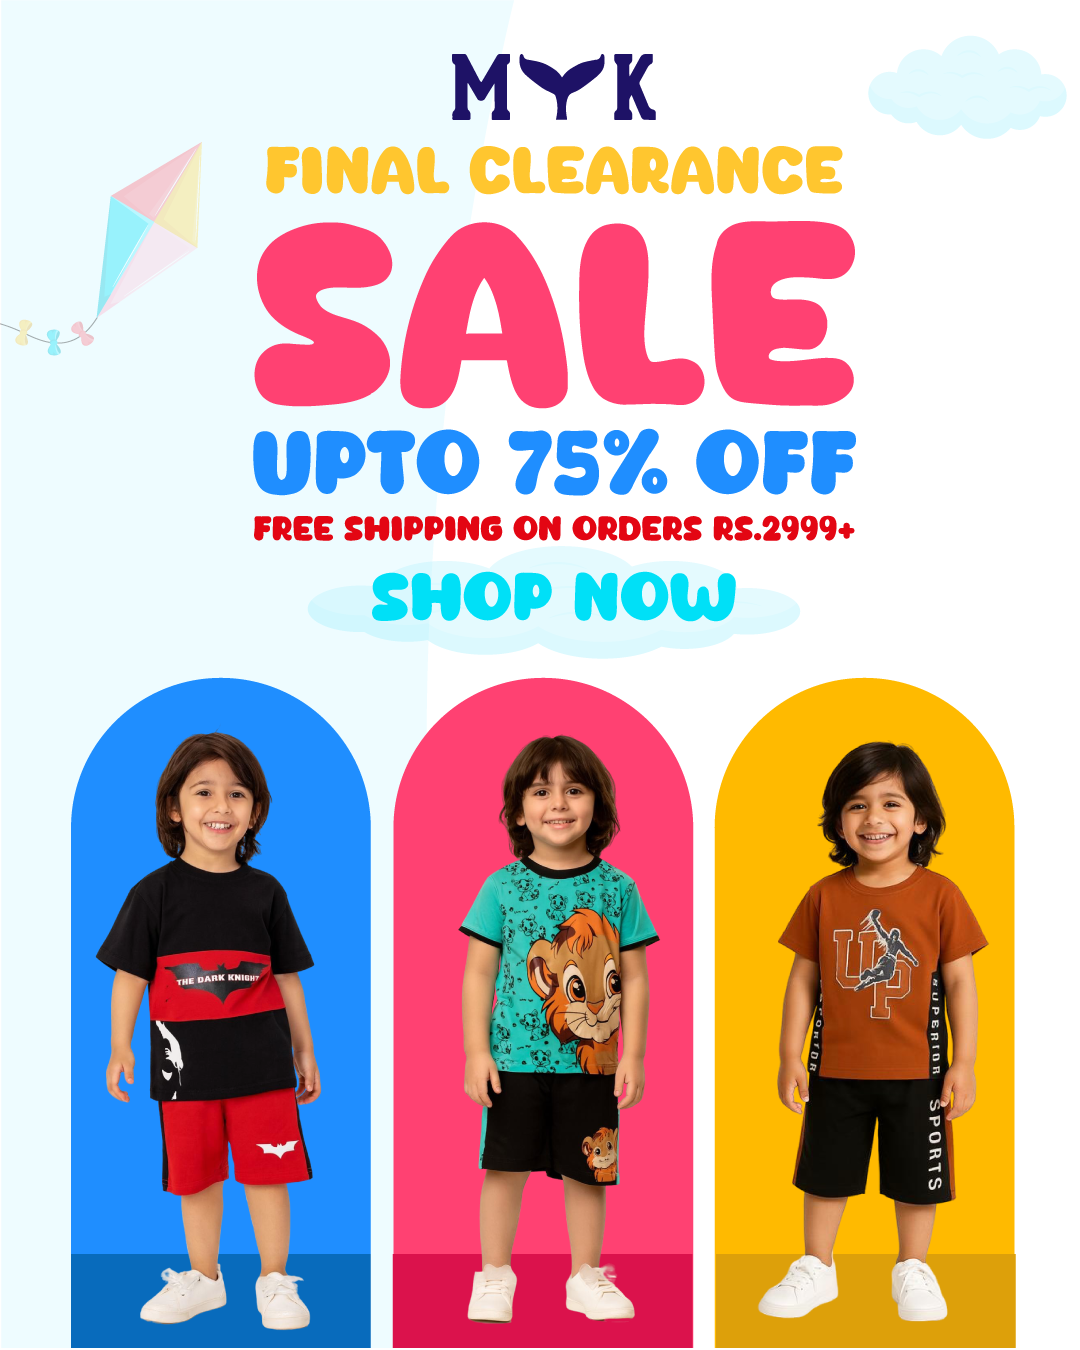 MYK
FINAL CLEARANCE
SALE
UPTO 75% OFF
FREE SHIPPING ON ORDERS RS.2999+
SHOP NOW
THE DARK KNIGHT
UP
SUPERIOR
SPORTS